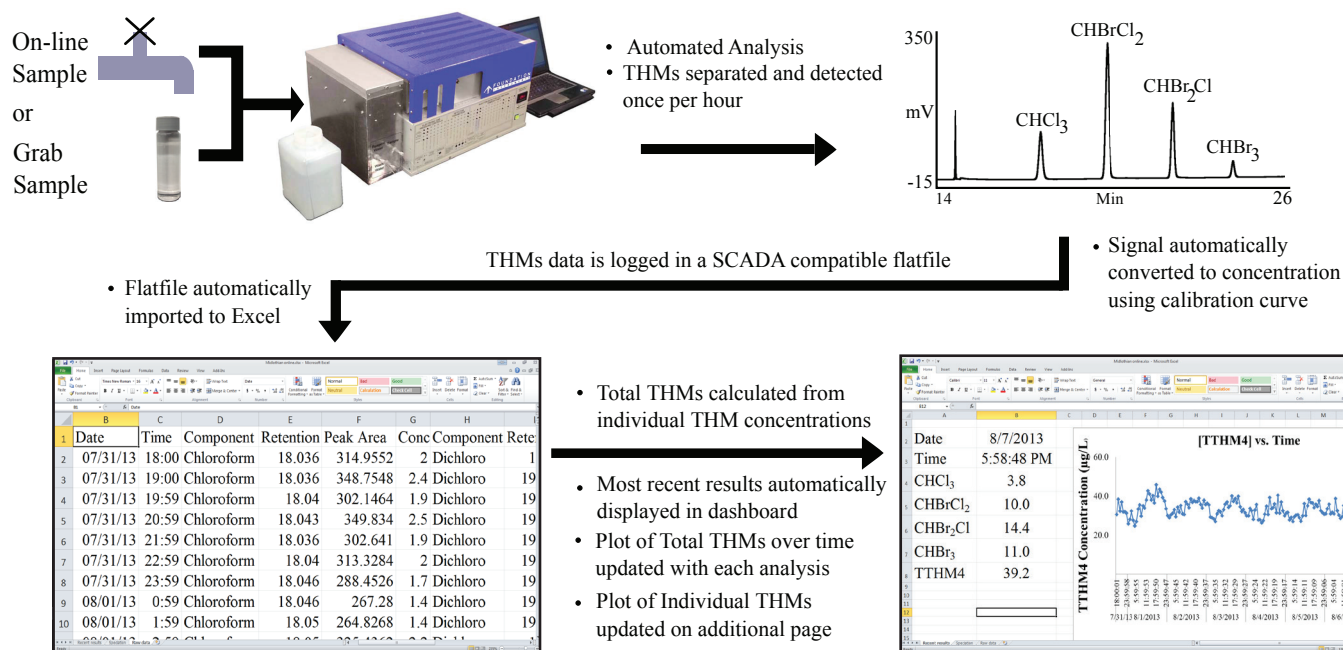 On-line
Sample
or
Grab
Sample
FOUNDATION
• Automated Analysis
• THMs separated and detected
once per hour
350
mV
-15
14
Min
26
CHCl3
CHBrCl2
CHBr2Cl
CHBr3
• Signal automatically
converted to concentration
using calibration curve
THMs data is logged in a SCADA compatible flatfile
• Flatfile automatically
imported to Excel
B C D E F G H
1 Date Time Component Retention Peak Area Conc Component Rete
2 07/31/13 18:00 Chloroform 18.036 314.9552 2 Dichloro 1
3 07/31/13 19:00 Chloroform 18.036 348.7548 2.4 Dichloro 19
4 07/31/13 19:59 Chloroform 18.04 302.1464 1.9 Dichloro 19
5 07/31/13 20:59 Chloroform 18.043 349.834 2.5 Dichloro 19
6 07/31/13 21:59 Chloroform 18.036 302.641 1.9 Dichloro 19
7 07/31/13 22:59 Chloroform 18.04 313.3284 2 Dichloro 19
8 07/31/13 23:59 Chloroform 18.046 288.4526 1.7 Dichloro 19
9 08/01/13 0:59 Chloroform 18.046 267.28 1.4 Dichloro 19
10 08/01/13 1:59 Chloroform 18.05 264.8268 1.4 Dichloro 19
• Total THMs calculated from
individual THM concentrations
• Most recent results automatically
displayed in dashboard
• Plot of Total THMs over time
updated with each analysis
• Plot of Individual THMs
updated on additional page
A B C D E F G H I J K L M
Date 8/7/2013
Time 5:58:48 PM
CHCl3 3.8
CHBrCl2 10.0
CHBr2Cl 14.4
CHBr3 11.0
TTHM4 39.2
[TTHM4] vs. Time
TTHM4 Concentration (µg/L)
60.0
40.0
20.0
7/31/13 8/1/2013 8/2/2013 8/3/2013 8/4/2013 8/5/2013 8/6/